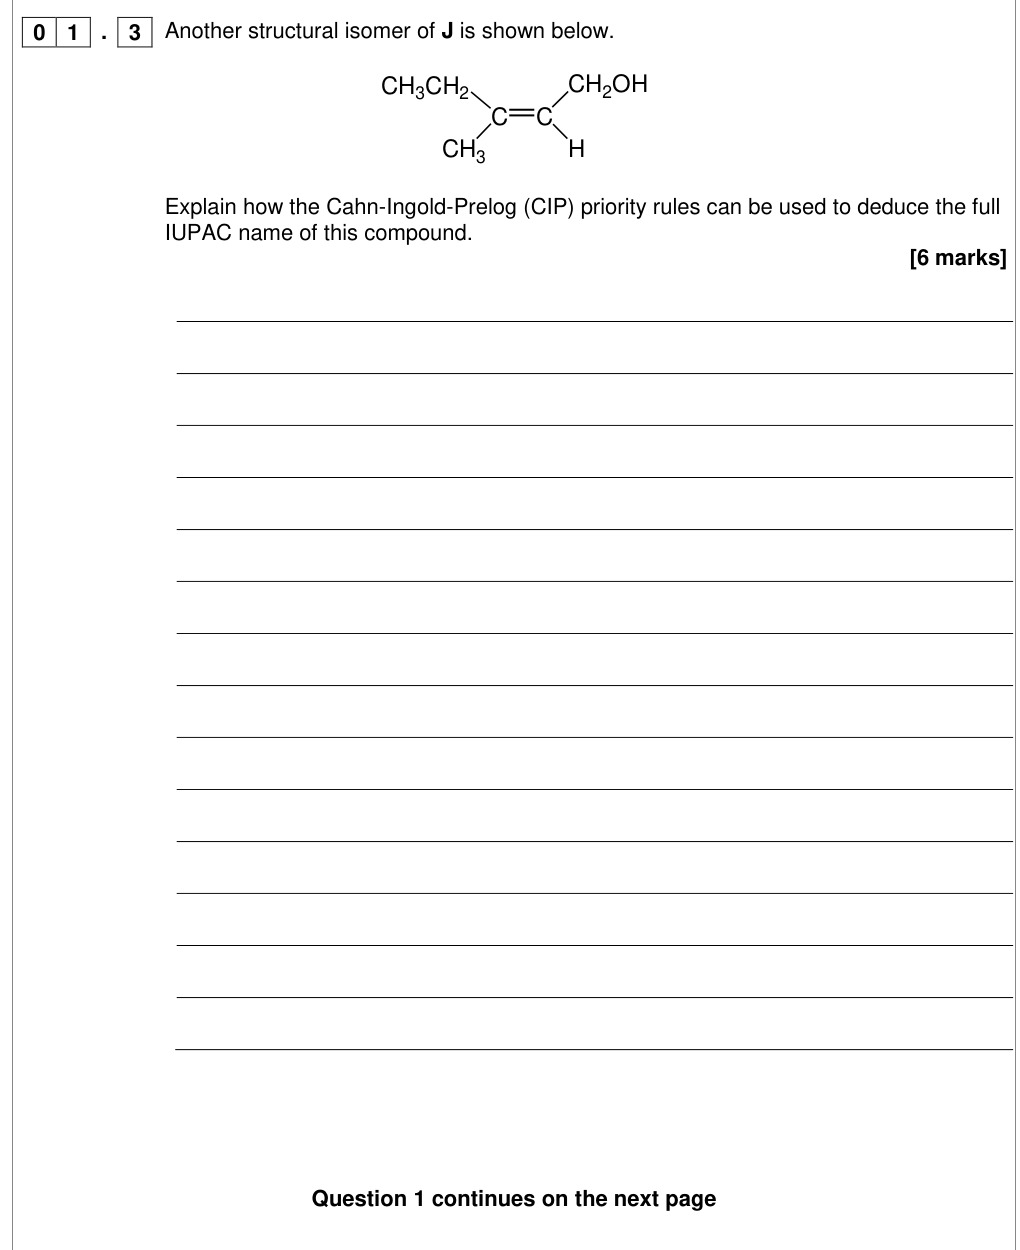 0 1 . 3 Another structural isomer of J is shown below.
CH₃CH₂ CH₂OH
C=C
CH₃ H
Explain how the Cahn-Ingold-Prelog (CIP) priority rules can be used to deduce the full
IUPAC name of this compound.
[6 marks]
Question 1 continues on the next page